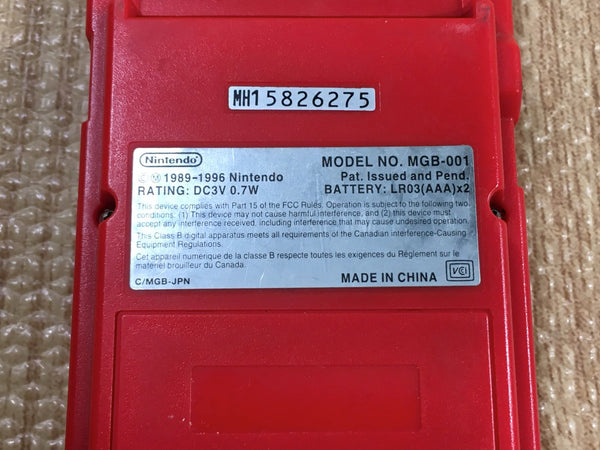 MH15826275
Nintendo
© Ⓜ 1989-1996 Nintendo
RATING: DC3V 0.7W
MODEL NO. MGB-001
Pat. Issued and Pend.
BATTERY: LR03(AAA)x2
This device complies with Part 15 of the FCC Rules. Operation is subject to the following two
conditions: (1) This device may not cause harmful interference, and (2) this device must
accept any interference received, including interference that may cause undesired operation.
This Class B digital apparatus meets all requirements of the Canadian interference-Causing
Equipment Regulations.
Cet appareil numérique de la classe B respecte toutes les exigences du Règlement sur le
matériel brouilleur du Canada.
C/MGB-JPN
MADE IN CHINA
VCI